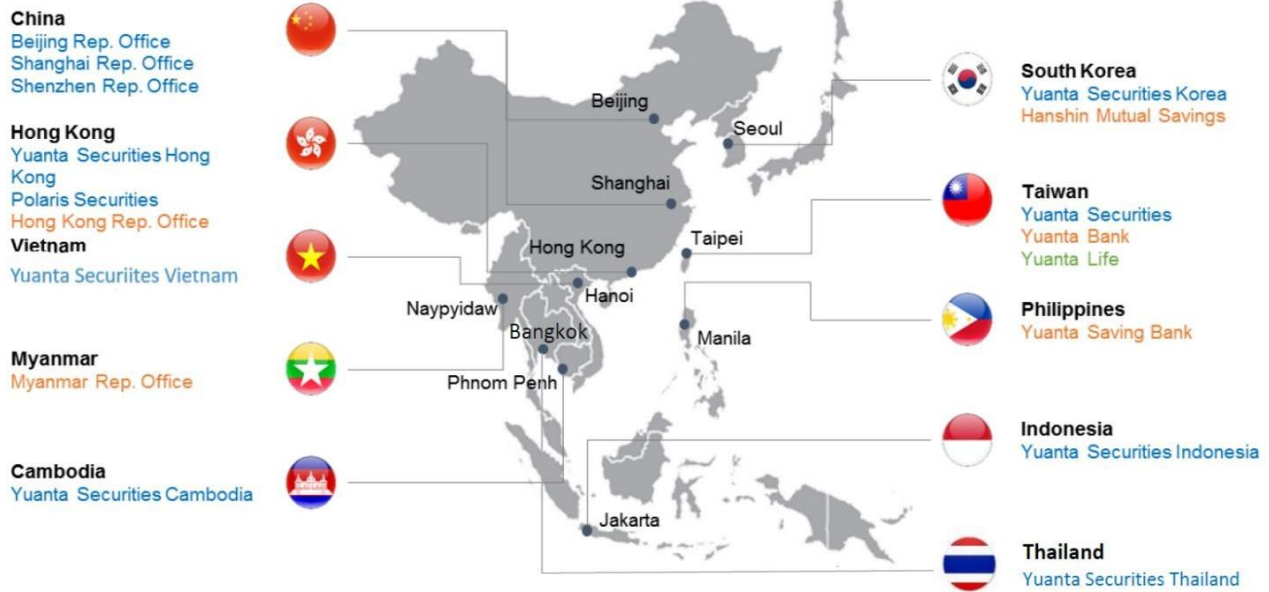 China
Beijing Rep. Office
Shanghai Rep. Office
Shenzhen Rep. Office
Hong Kong
Yuanta Securities Hong
Kong
Polaris Securities
Hong Kong Rep. Office
Vietnam
Yuanta Securiites Vietnam
Myanmar
Myanmar Rep. Office
Cambodia
Yuanta Securities Cambodia
Beijing
Seoul
Shanghai
Hong Kong
Taipei
Hanoi
Naypyidaw
Bangkok
Manila
Phnom Penh
Jakarta
South Korea
Yuanta Securities Korea
Hanshin Mutual Savings
Taiwan
Yuanta Securities
Yuanta Bank
Yuanta Life
Philippines
Yuanta Saving Bank
Indonesia
Yuanta Securities Indonesia
Thailand
Yuanta Securities Thailand